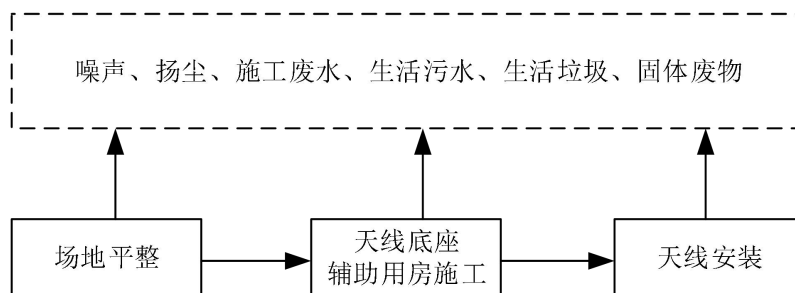 噪声、扬尘、施工废水、生活污水、生活垃圾、固体废物
场地平整
天线底座
辅助用房施工
天线安装